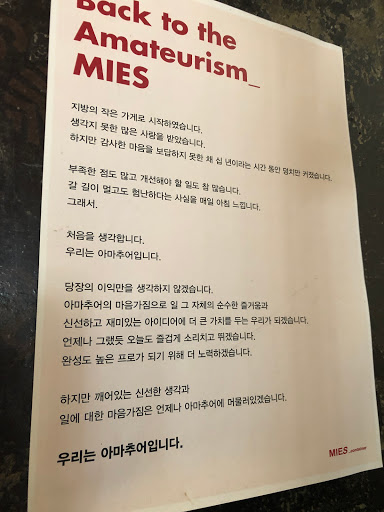 Back to the
Amateurism_
MIES
지방의 작은 가게로 시작하였습니다.
생각지 못한 많은 사랑을 받았습니다.
하지만 감사한 마음을 보답하지 못한 채 십 년이라는 시간 동안 덩치만 커졌습니다.
부족한 점도 많고 개선해야 할 일도 참 많습니다.
갈 길이 멀고도 험난하다는 사실을 매일 아침 느낍니다.
그래서.
처음을 생각합니다.
우리는 아마추어입니다.
당장의 이익만을 생각하지 않겠습니다.
아마추어의 마음가짐으로 일 그 자체의 순수한 즐거움과
신선하고 재미있는 아이디어에 더 큰 가치를 두는 우리가 되겠습니다.
언제나 그랬듯 오늘도 즐겁게 소리치고 뛰겠습니다.
완성도 높은 프로가 되기 위해 더 노력하겠습니다.
하지만 깨어있는 신선한 생각과
일에 대한 마음가짐은 언제나 아마추어에 머물러있겠습니다.
우리는 아마추어입니다.
MIES_container